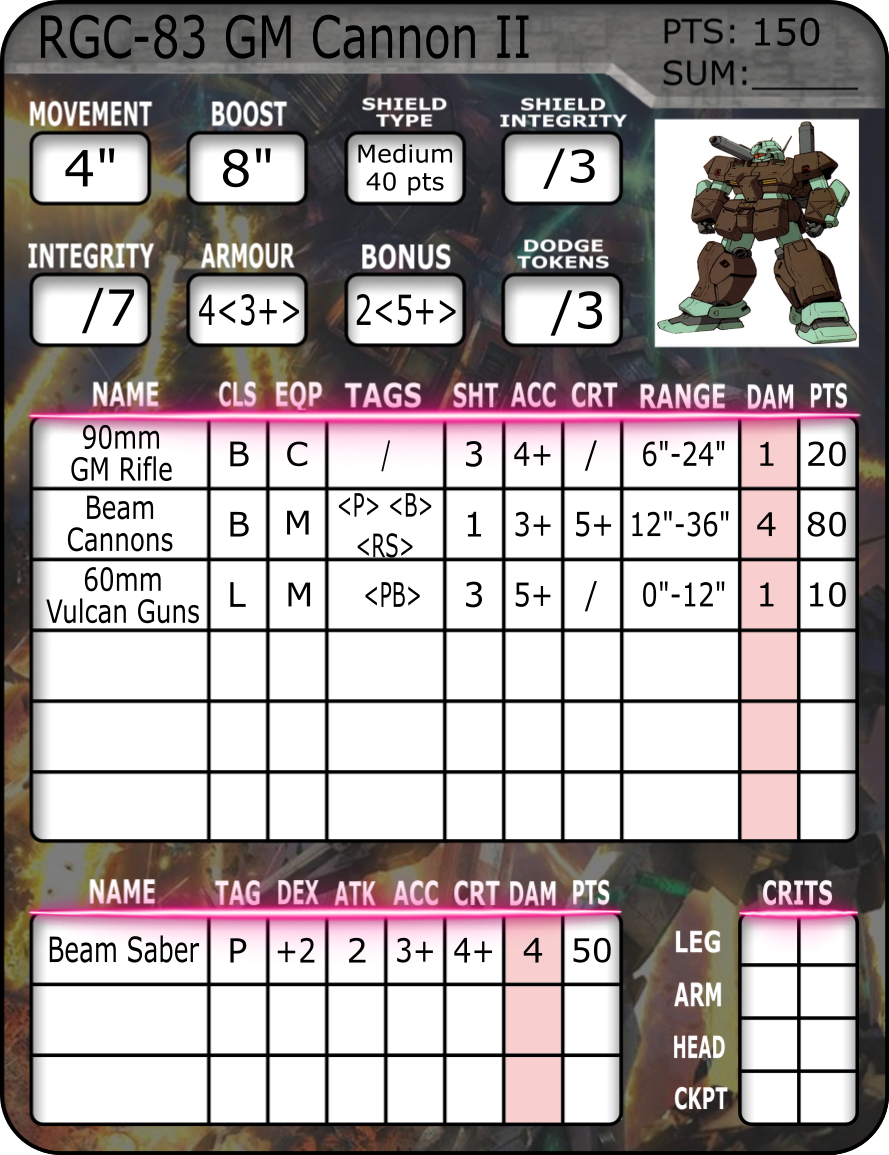 RGC-83 GM Cannon II
PTS: 150
SUM:______
MOVEMENT BOOST SHIELD TYPE SHIELD INTEGRITY
4" 8" Medium 40 pts /3
INTEGRITY ARMOUR BONUS DODGE TOKENS
/7 4<3+> 2<5+> /3
NAME CLS EQP TAGS SHT ACC CRT RANGE DAM PTS
90mm GM Rifle B C / 3 4+ / 6"-24" 1 20
Beam Cannons B M <P> <B> <RS> 1 3+ 5+ 12"-36" 4 80
60mm Vulcan Guns L M <PB> 3 5+ / 0"-12" 1 10
NAME TAG DEX ATK ACC CRT DAM PTS
Beam Saber P +2 2 3+ 4+ 4 50
CRITS
LEG
ARM
HEAD
CKPT